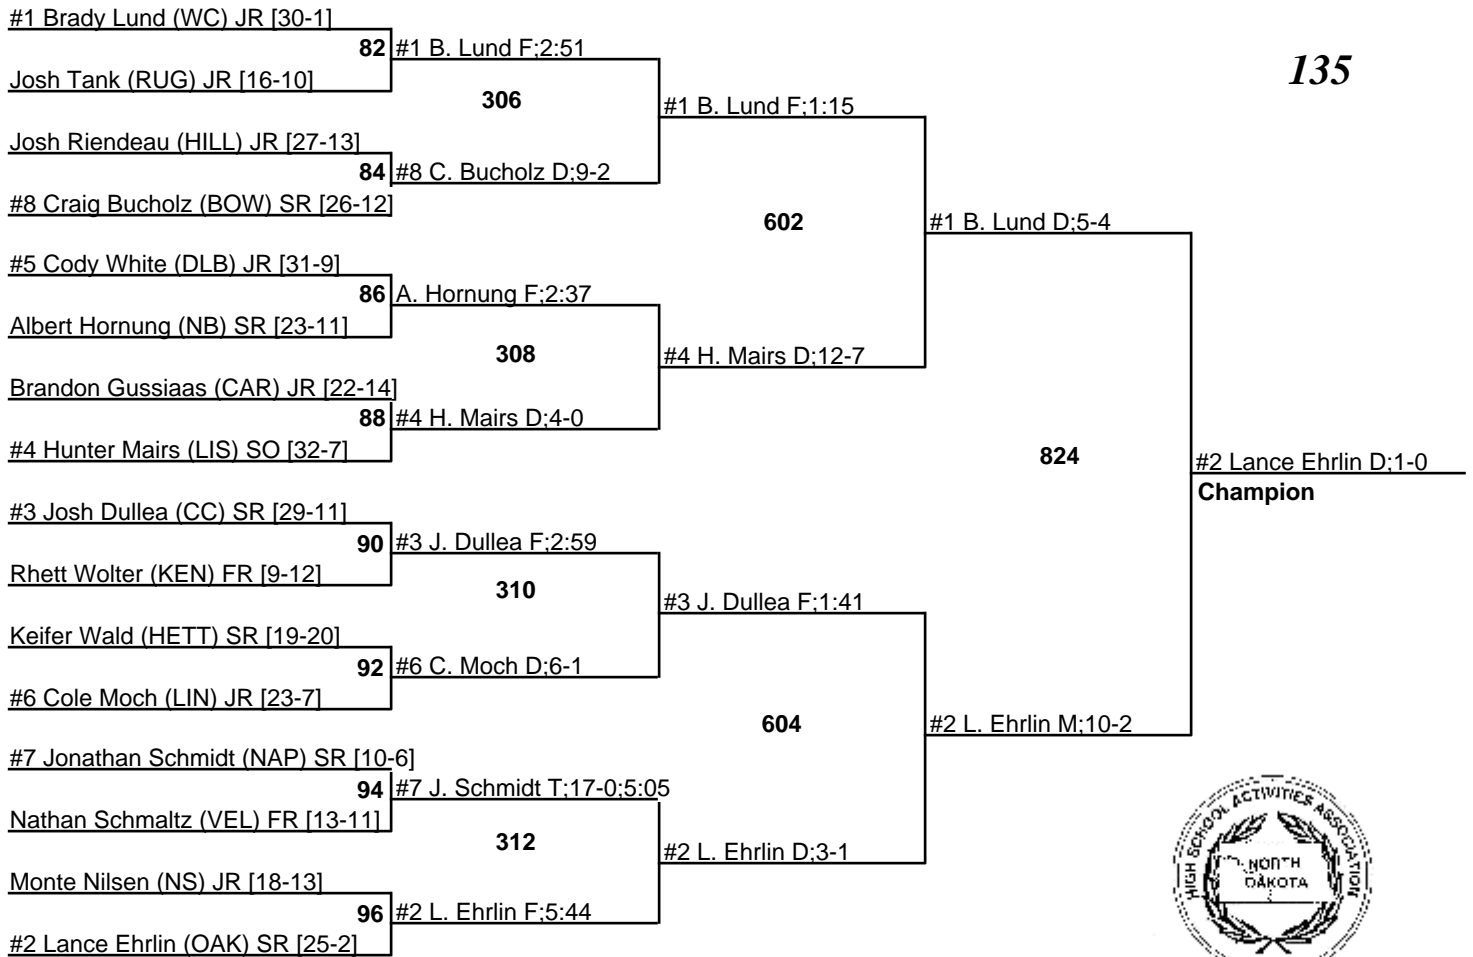 #1 Brady Lund (WC) JR [30-1]
82 #1 B. Lund F;2:51
135
Josh Tank (RUG) JR [16-10]
306
#1 B. Lund F;1:15
Josh Riendeau (HILL) JR [27-13]
84 #8 C. Bucholz D;9-2
#8 Craig Bucholz (BOW) SR [26-12]
602
#1 B. Lund D;5-4
#5 Cody White (DLB) JR [31-9]
86 A. Hornung F;2:37
Albert Hornung (NB) SR [23-11]
308
#4 H. Mairs D;12-7
Brandon Gussiaas (CAR) JR [22-14]
88 #4 H. Mairs D;4-0
#4 Hunter Mairs (LIS) SO [32-7]
824
#2 Lance Ehrlin D;1-0
Champion
#3 Josh Dullea (CC) SR [29-11]
90 #3 J. Dullea F;2:59
Rhett Wolter (KEN) FR [9-12]
310
#3 J. Dullea F;1:41
Keifer Wald (HETT) SR [19-20]
92 #6 C. Moch D;6-1
#6 Cole Moch (LIN) JR [23-7]
604
#2 L. Ehrlin M;10-2
#7 Jonathan Schmidt (NAP) SR [10-6]
94 #7 J. Schmidt T;17-0;5:05
Nathan Schmaltz (VEL) FR [13-11]
312
#2 L. Ehrlin D;3-1
Monte Nilsen (NS) JR [18-13]
96 #2 L. Ehrlin F;5:44
#2 Lance Ehrlin (OAK) SR [25-2]
HIGH SCHOOL ACTIVITIES ASSOCIATION
NORTH
DAKOTA